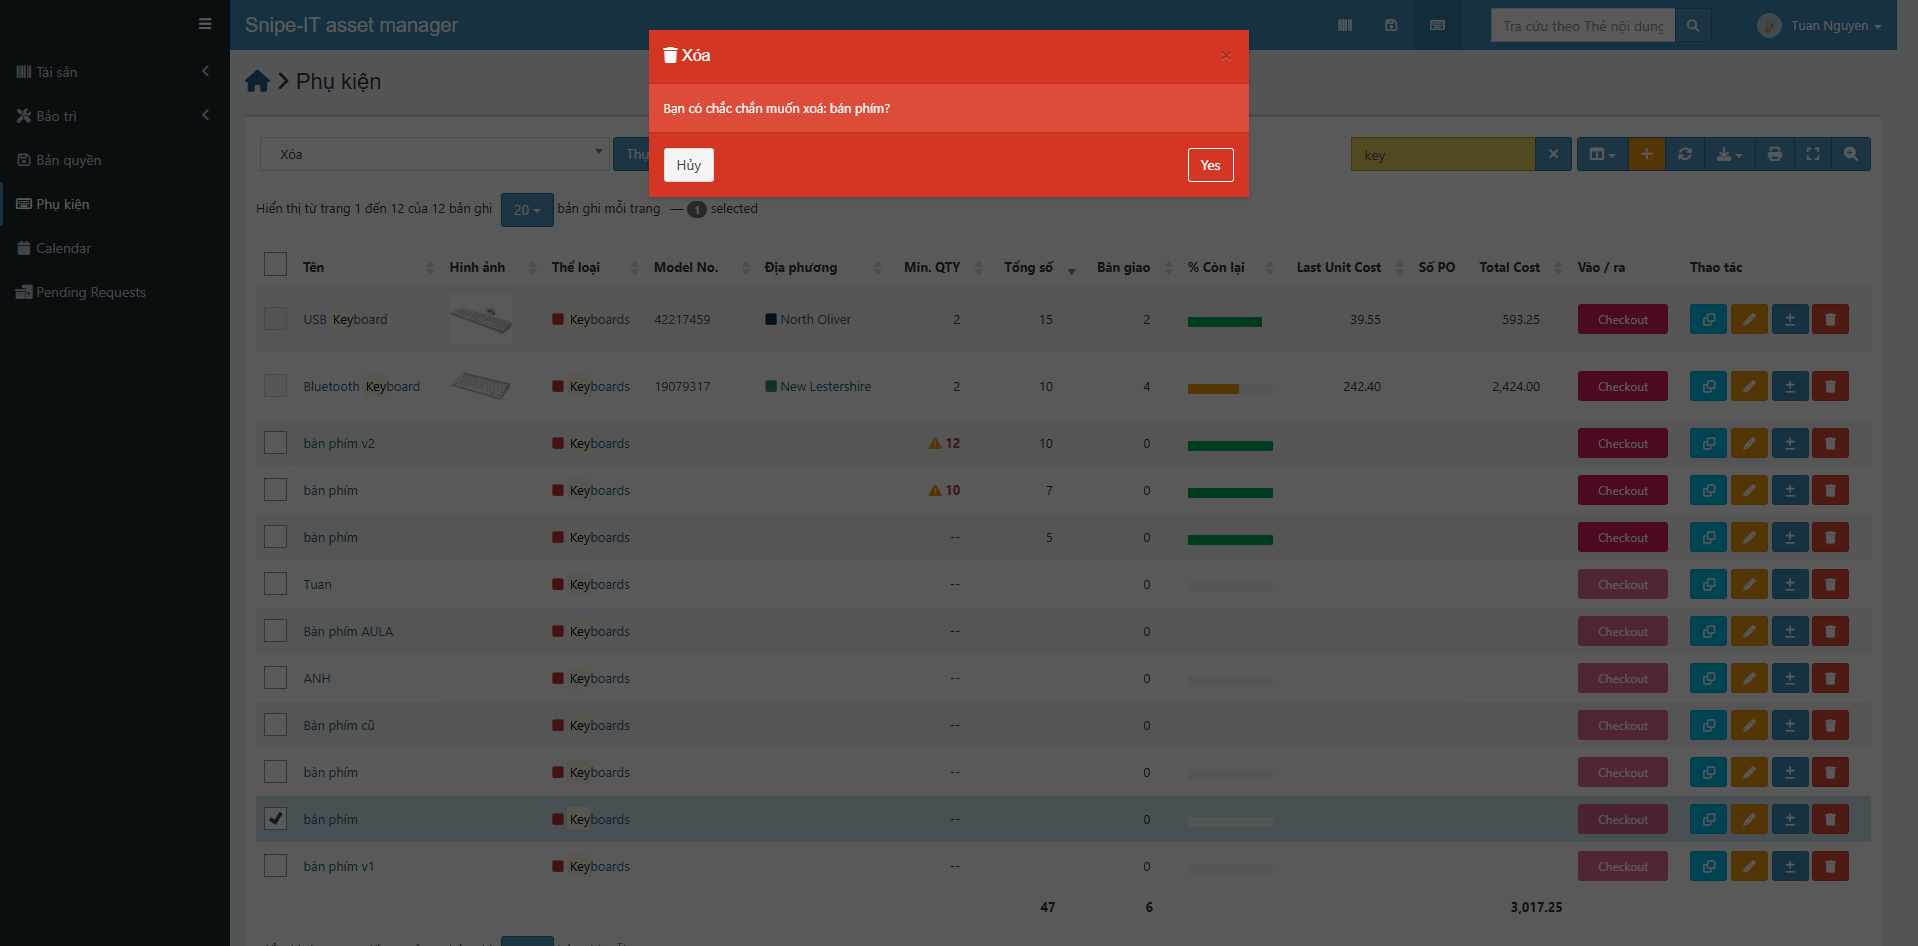 Snipe-IT asset manager
Tra cứu theo Thẻ nội dung
Tuan Nguyen
Tài sản
Bảo trì
Bản quyền
Phụ kiện
Calendar
Pending Requests
Phụ kiện
Xóa
×
Bạn có chắc chắn muốn xoá: bán phím?
Hủy
Yes
Xóa
key
Hiển thị từ trang 1 đến 12 của 12 bản ghi 20 bản ghi mỗi trang — 1 selected
Tên Hình ảnh Thể loại Model No. Địa phương Min. QTY Tổng số Bàn giao % Còn lại Last Unit Cost Số PO Total Cost Vào / ra Thao tác
USB Keyboard Keyboards 42217459 North Oliver 2 15 2 39.55 593.25 Checkout
Bluetooth Keyboard Keyboards 19079317 New Lestershire 2 10 4 242.40 2,424.00 Checkout
bàn phím v2 Keyboards 12 10 0 Checkout
bàn phím Keyboards 10 7 0 Checkout
bàn phím Keyboards -- 5 0 Checkout
Tuan Keyboards -- 0 Checkout
Bàn phím AULA Keyboards -- 0 Checkout
ANH Keyboards -- 0 Checkout
Bàn phím cũ Keyboards -- 0 Checkout
bàn phím Keyboards -- 0 Checkout
bán phím Keyboards -- 0 Checkout
bàn phím v1 Keyboards -- 0 Checkout
47 6 3,017.25